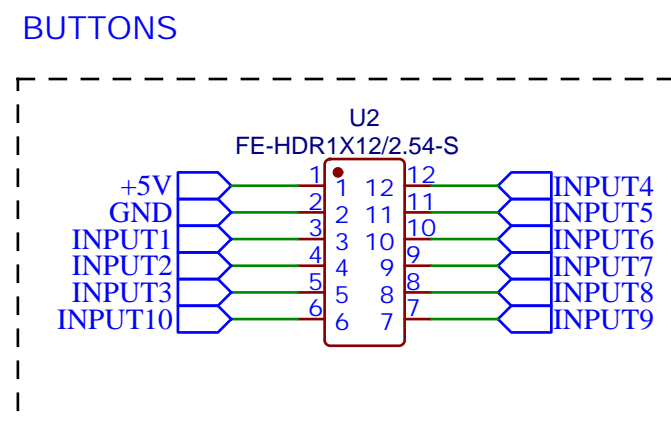 BUTTONS
U2
FE-HDR1X12/2.54-S
+5V 1 1 12 12 INPUT4
GND 2 2 11 11 INPUT5
INPUT1 3 3 10 10 INPUT6
INPUT2 4 4 9 9 INPUT7
INPUT3 5 5 8 8 INPUT8
INPUT10 6 6 7 7 INPUT9